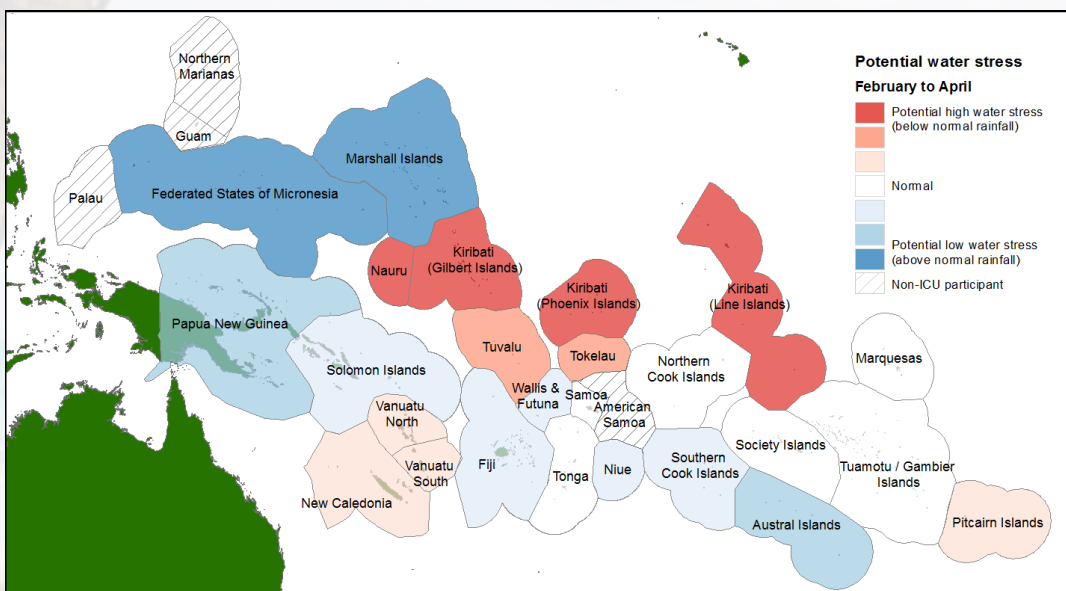 Northern
Marianas
Guam
Palau
Federated States of Micronesia
Marshall Islands
Nauru
Kiribati
(Gilbert Islands)
Kiribati
(Phoenix Islands)
Kiribati
(Line Islands)
Papua New Guinea
Solomon Islands
Tuvalu
Tokelau
Wallis &
Futuna
Samoa
American
Samoa
Northern
Cook Islands
Marquesas
Vanuatu
North
Vanuatu
South
New Caledonia
Fiji
Tonga
Niue
Southern
Cook Islands
Society Islands
Tuamotu / Gambier
Islands
Austral Islands
Pitcairn Islands
Potential water stress
February to April
Potential high water stress
(below normal rainfall)
Normal
Potential low water stress
(above normal rainfall)
Non-ICU participant